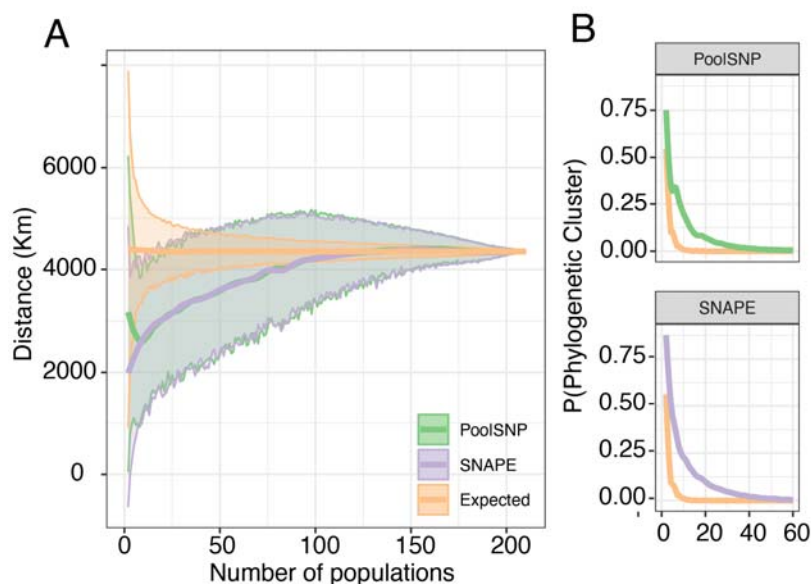 A
Distance (Km)
6000
4000
2000
0
PoolSNP
SNAPE
Expected
0 50 100 150 200
Number of populations
B
P(Phylogenetic Cluster)
PoolSNP
0.75
0.50
0.25
0.00
SNAPE
0.75
0.50
0.25
0.00
0 20 40 60